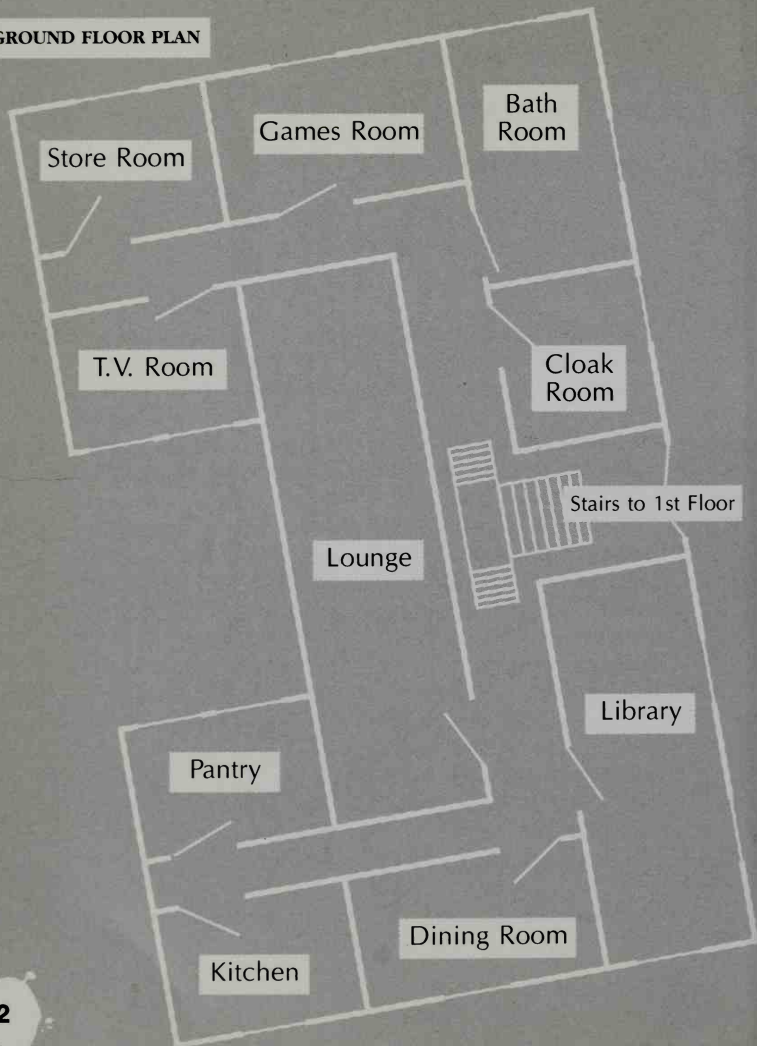 GROUND FLOOR PLAN
Bath
Room
Games Room
Store Room
T.V. Room
Cloak
Room
Stairs to 1st Floor
Lounge
Library
Pantry
Dining Room
Kitchen
2